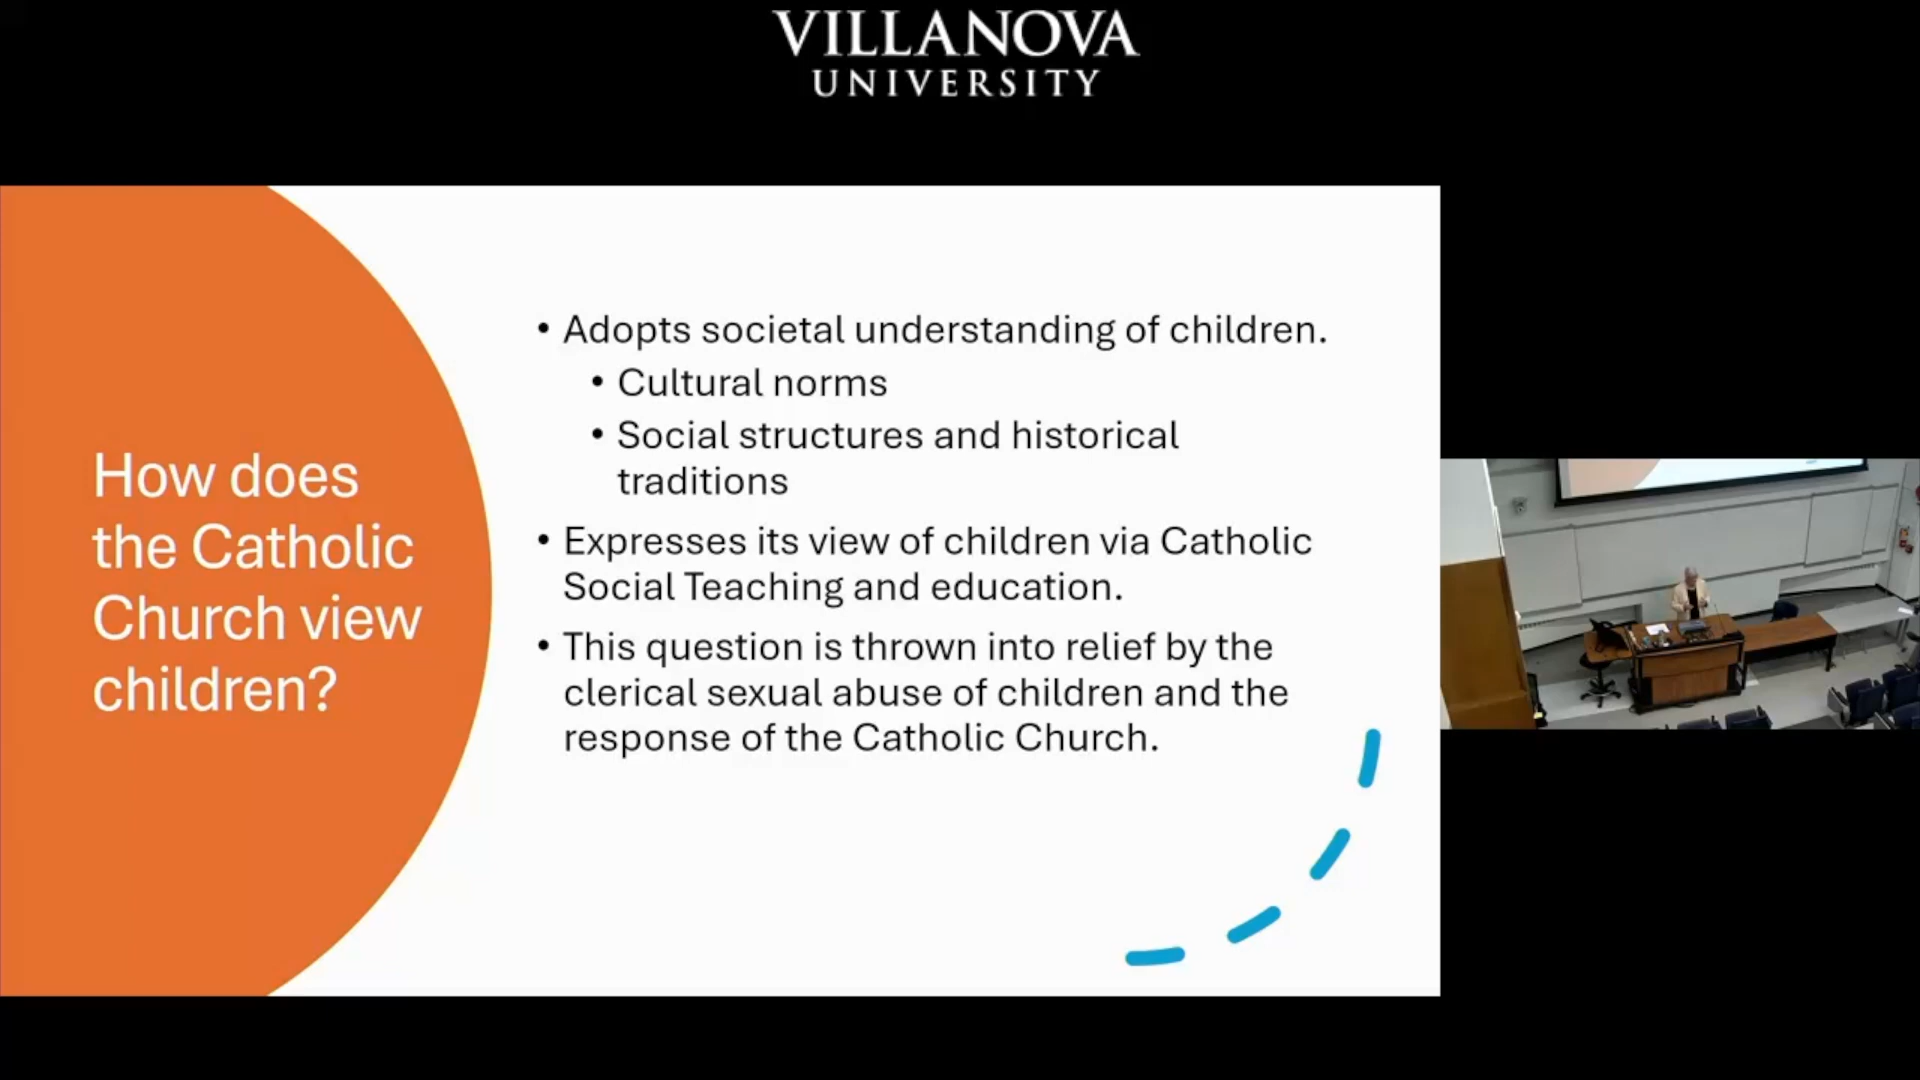 VILLANOVA
UNIVERSITY
How does
the Catholic
Church view
children?
• Adopts societal understanding of children.
• Cultural norms
• Social structures and historical
traditions
• Expresses its view of children via Catholic
Social Teaching and education.
• This question is thrown into relief by the
clerical sexual abuse of children and the
response of the Catholic Church.